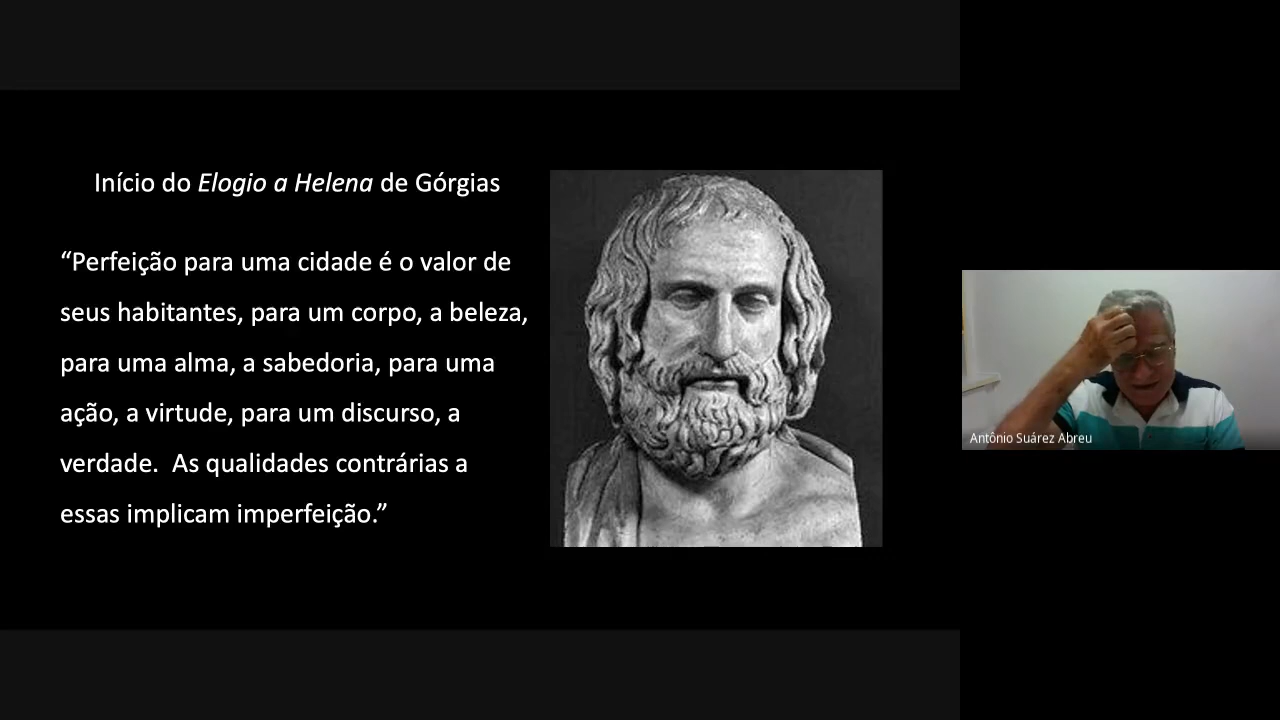 Início do Elogio a Helena de Górgias
“Perfeição para uma cidade é o valor de
seus habitantes, para um corpo, a beleza,
para uma alma, a sabedoria, para uma
ação, a virtude, para um discurso, a
verdade.  As qualidades contrárias a
essas implicam imperfeição.”
Antônio Suárez Abreu